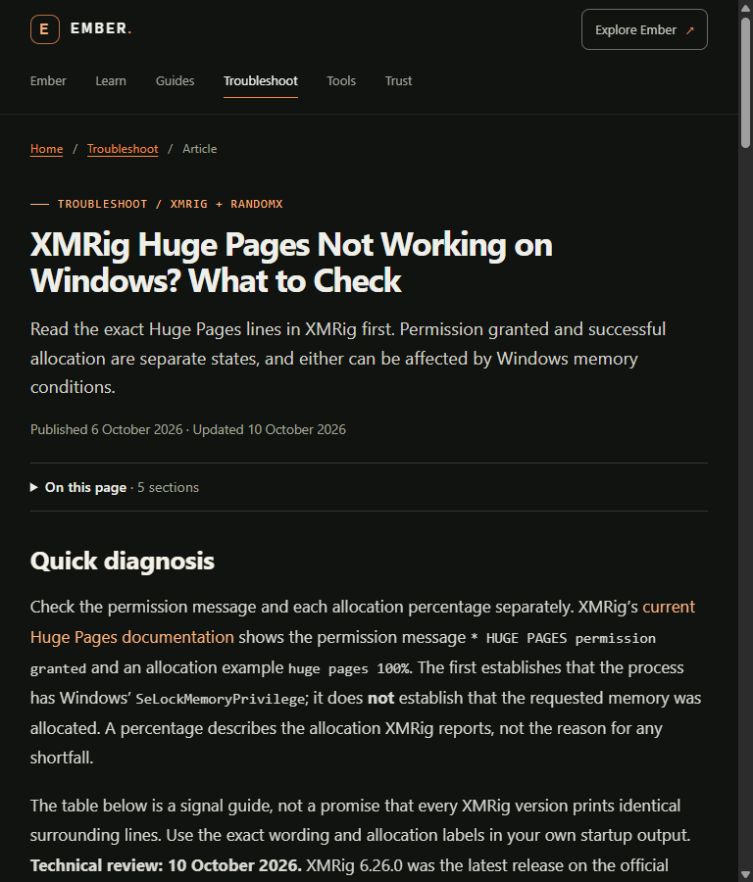 E EMBER.
Explore Ember ↗
Ember Learn Guides Troubleshoot Tools Trust
Home / Troubleshoot / Article
TROUBLESHOOT / XMRIG + RANDOMX
XMRig Huge Pages Not Working on
Windows? What to Check
Read the exact Huge Pages lines in XMRig first. Permission granted and successful
allocation are separate states, and either can be affected by Windows memory
conditions.
Published 6 October 2026 · Updated 10 October 2026
On this page · 5 sections
Quick diagnosis
Check the permission message and each allocation percentage separately. XMRig’s current
Huge Pages documentation shows the permission message * HUGE PAGES permission
granted and an allocation example huge pages 100%. The first establishes that the process
has Windows’ SeLockMemoryPrivilege; it does not establish that the requested memory was
allocated. A percentage describes the allocation XMRig reports, not the reason for any
shortfall.
The table below is a signal guide, not a promise that every XMRig version prints identical
surrounding lines. Use the exact wording and allocation labels in your own startup output.
Technical review: 10 October 2026. XMRig 6.26.0 was the latest release on the official